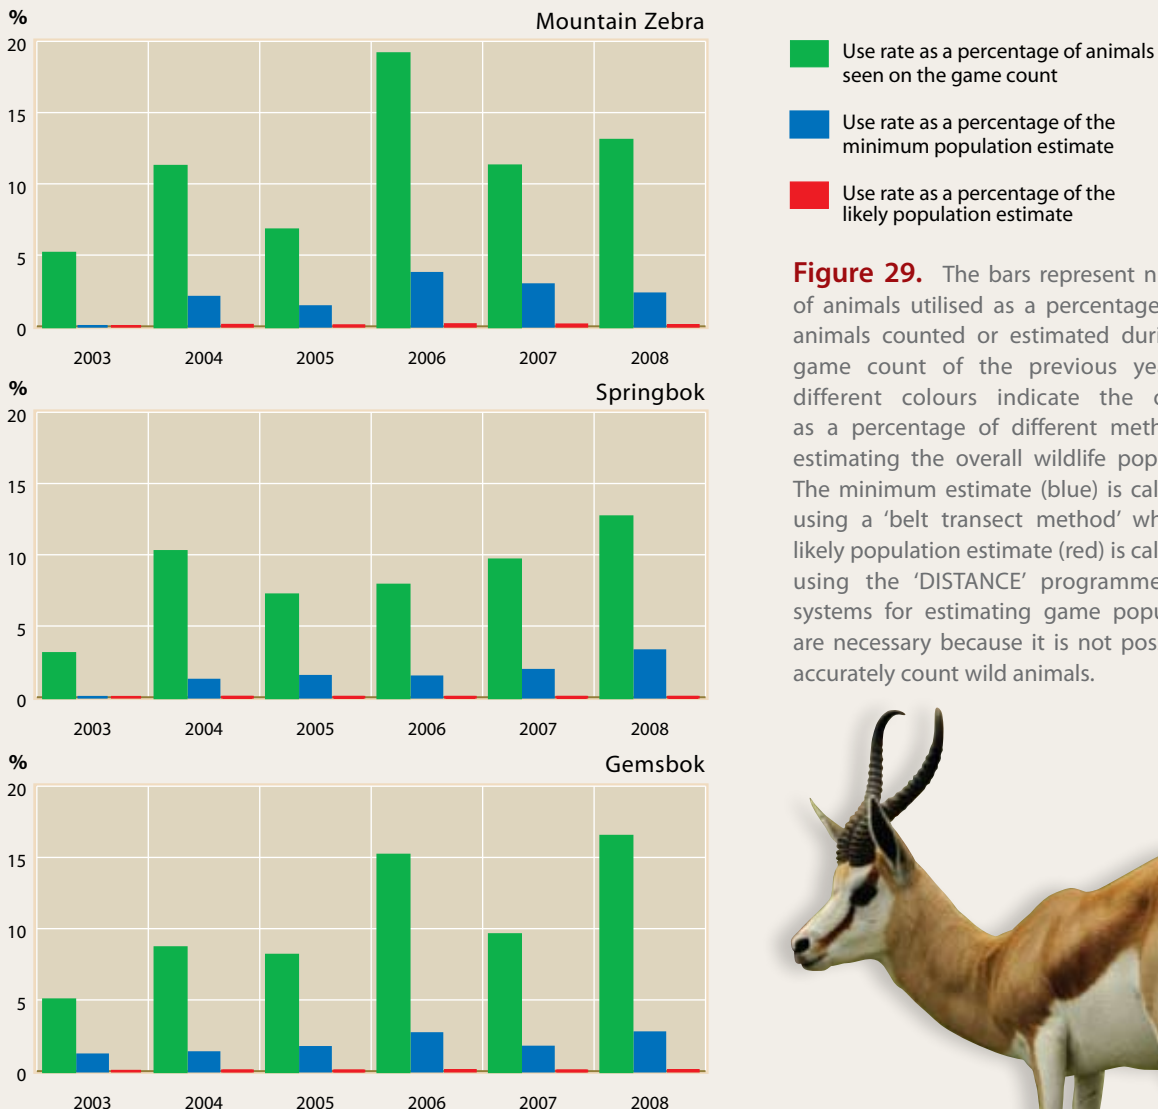 %
Mountain Zebra
20
15
10
5
0
2003 2004 2005 2006 2007 2008
%
Springbok
20
15
10
5
0
2003 2004 2005 2006 2007 2008
%
Gemsbok
20
15
10
5
0
2003 2004 2005 2006 2007 2008
Use rate as a percentage of animals
seen on the game count
Use rate as a percentage of the
minimum population estimate
Use rate as a percentage of the
likely population estimate
Figure 29. The bars represent
of animals utilised as a percentage
animals counted or estimated
game count of the previous
different colours indicate the
as a percentage of different
estimating the overall wildlife
The minimum estimate (blue) is
using a ‘belt transect method’
likely population estimate (red) is
using the ‘DISTANCE’ programme
systems for estimating game
are necessary because it is not
accurately count wild animals.